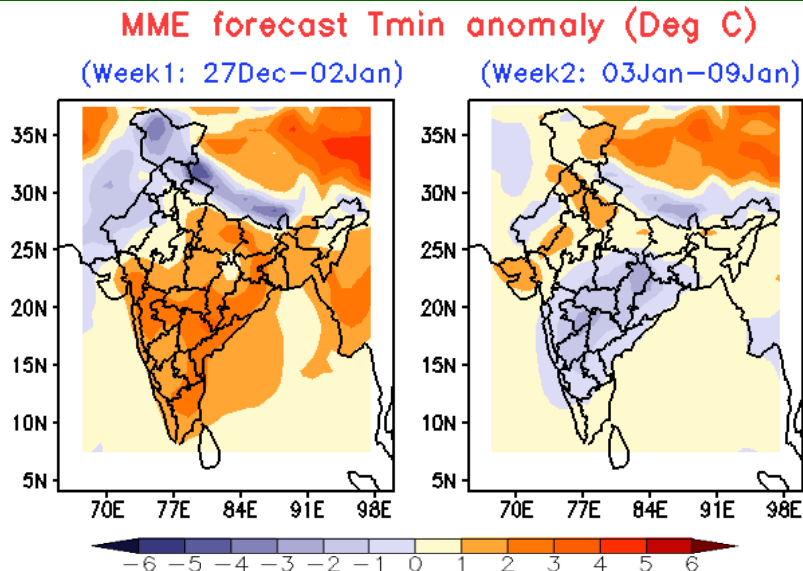 MME forecast Tmin anomaly (Deg C)
(Week1: 27Dec-02Jan)
(Week2: 03Jan-09Jan)
35N
30N
25N
20N
15N
10N
5N
70E 77E 84E 91E 98E
35N
30N
25N
20N
15N
10N
5N
70E 77E 84E 91E 98E
-6 -5 -4 -3 -2 -1 0 1 2 3 4 5 6